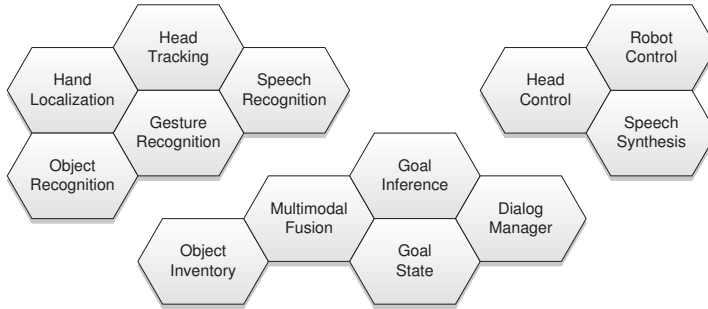 Head
Tracking
Hand
Localization
Speech
Recognition
Gesture
Recognition
Object
Recognition
Robot
Control
Head
Control
Speech
Synthesis
Goal
Inference
Multimodal
Fusion
Dialog
Manager
Object
Inventory
Goal
State